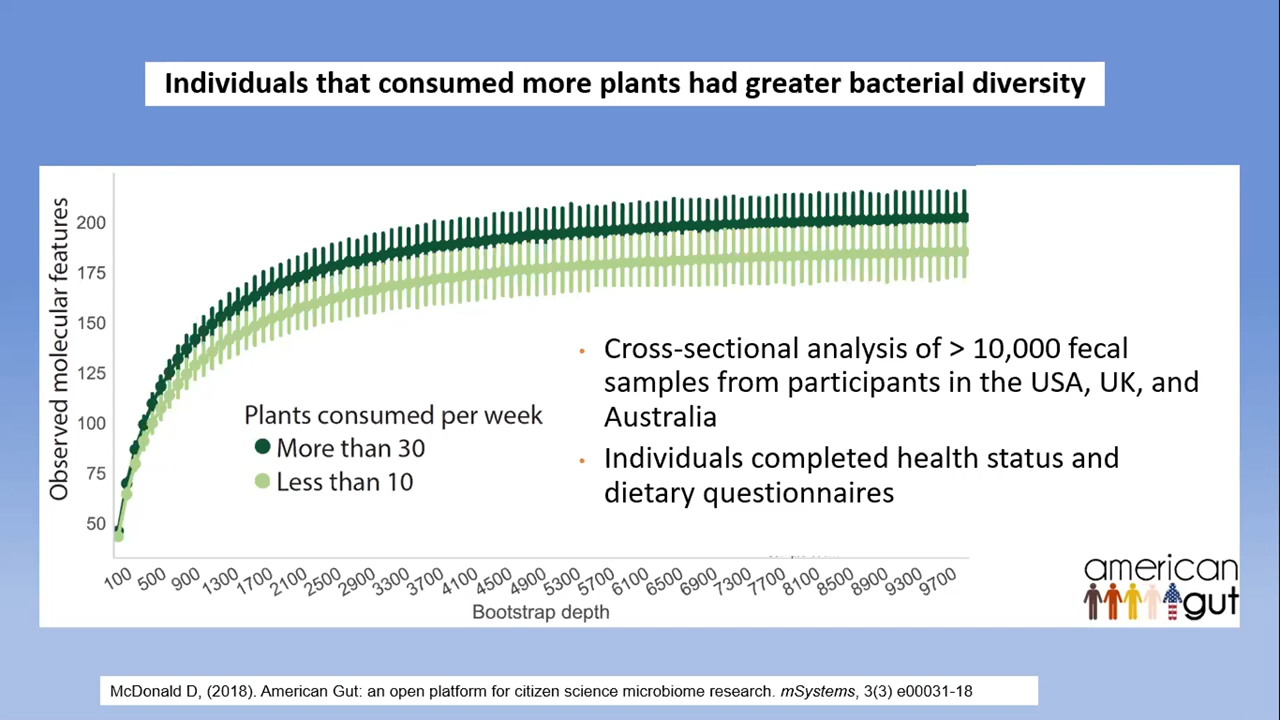 Individuals that consumed more plants had greater bacterial diversity
Observed molecular features
200
175
150
125
100
75
50
Plants consumed per week
More than 30
Less than 10
• Cross-sectional analysis of > 10,000 fecal
samples from participants in the USA, UK, and
Australia
• Individuals completed health status and
dietary questionnaires
100 500 900 1300 1700 2100 2500 2900 3300 3700 4100 4500 4900 5300 5700 6100 6500 6900 7300 7700 8100 8500 8900 9300 9700
Bootstrap depth
american
gut
McDonald D, (2018). American Gut: an open platform for citizen science microbiome research. mSystems, 3(3) e00031-18